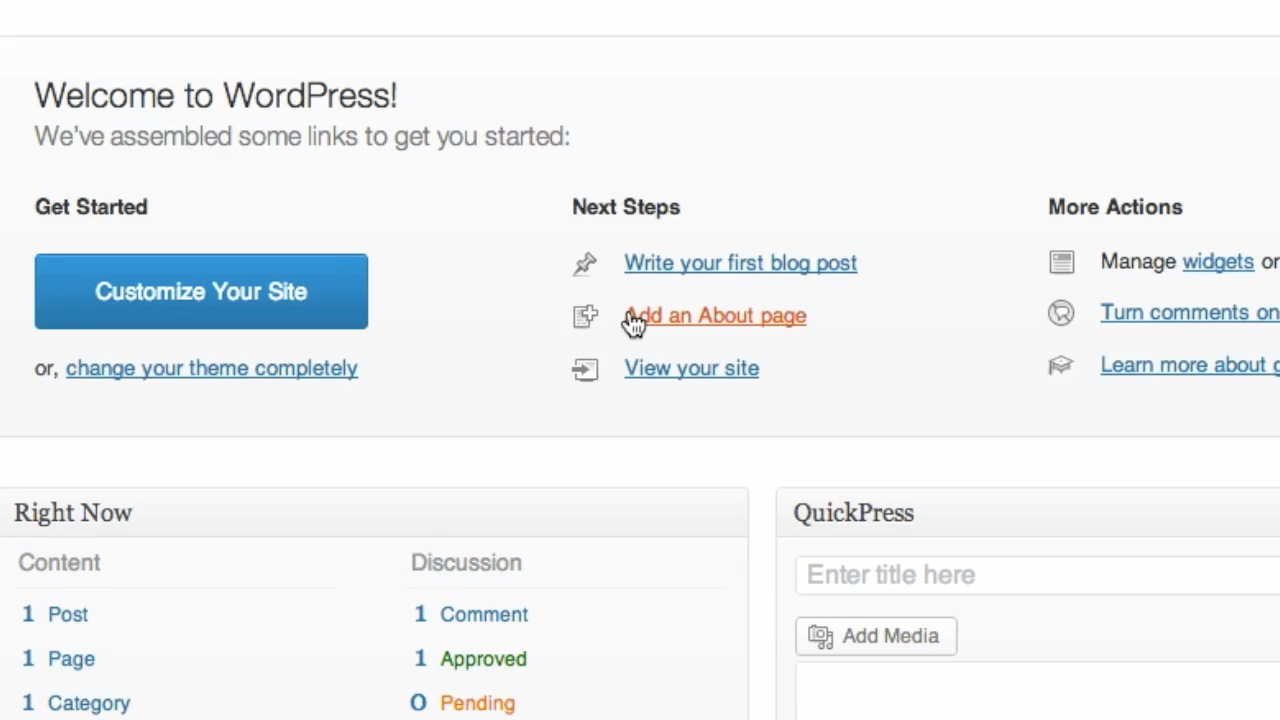 Welcome to WordPress!
We've assembled some links to get you started:
Get Started
Customize Your Site
or, change your theme completely
Next Steps
Write your first blog post
Add an About page
View your site
More Actions
Manage widgets or
Turn comments on
Learn more about g
Right Now
Content
1 Post
1 Page
1 Category
Discussion
1 Comment
1 Approved
0 Pending
QuickPress
Enter title here
Add Media